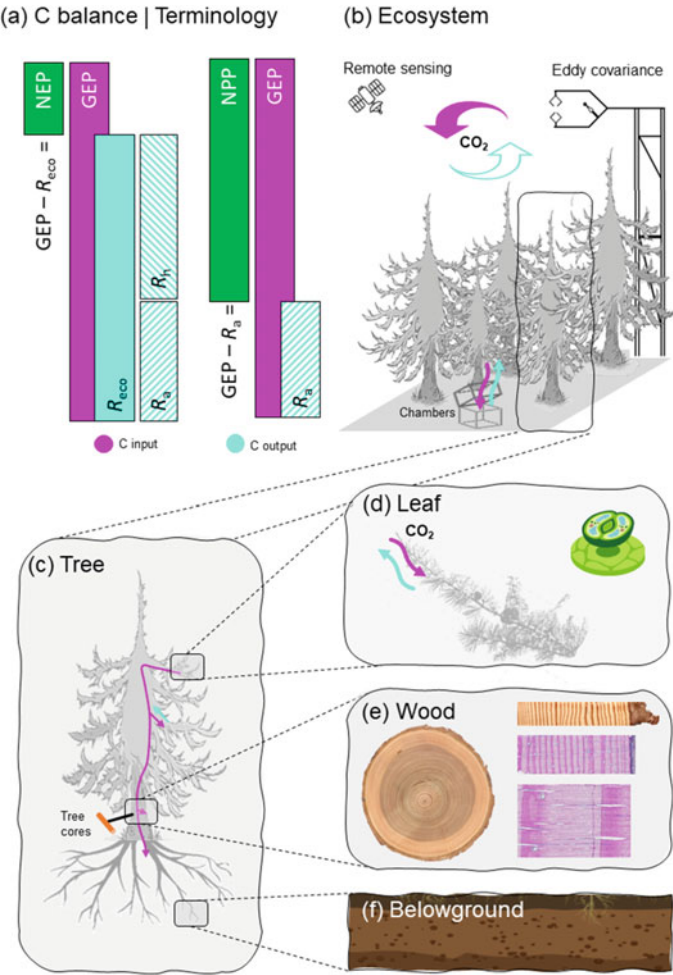 (a) C balance | Terminology
NEP
GEP
GEP − Reco =
Reco
Rh
Ra
NPP
GEP
GEP − Ra =
Ra
C input
C output
(b) Ecosystem
Remote sensing
Eddy covariance
CO2
Chambers
(c) Tree
Tree
cores
(d) Leaf
CO2
(e) Wood
(f) Belowground